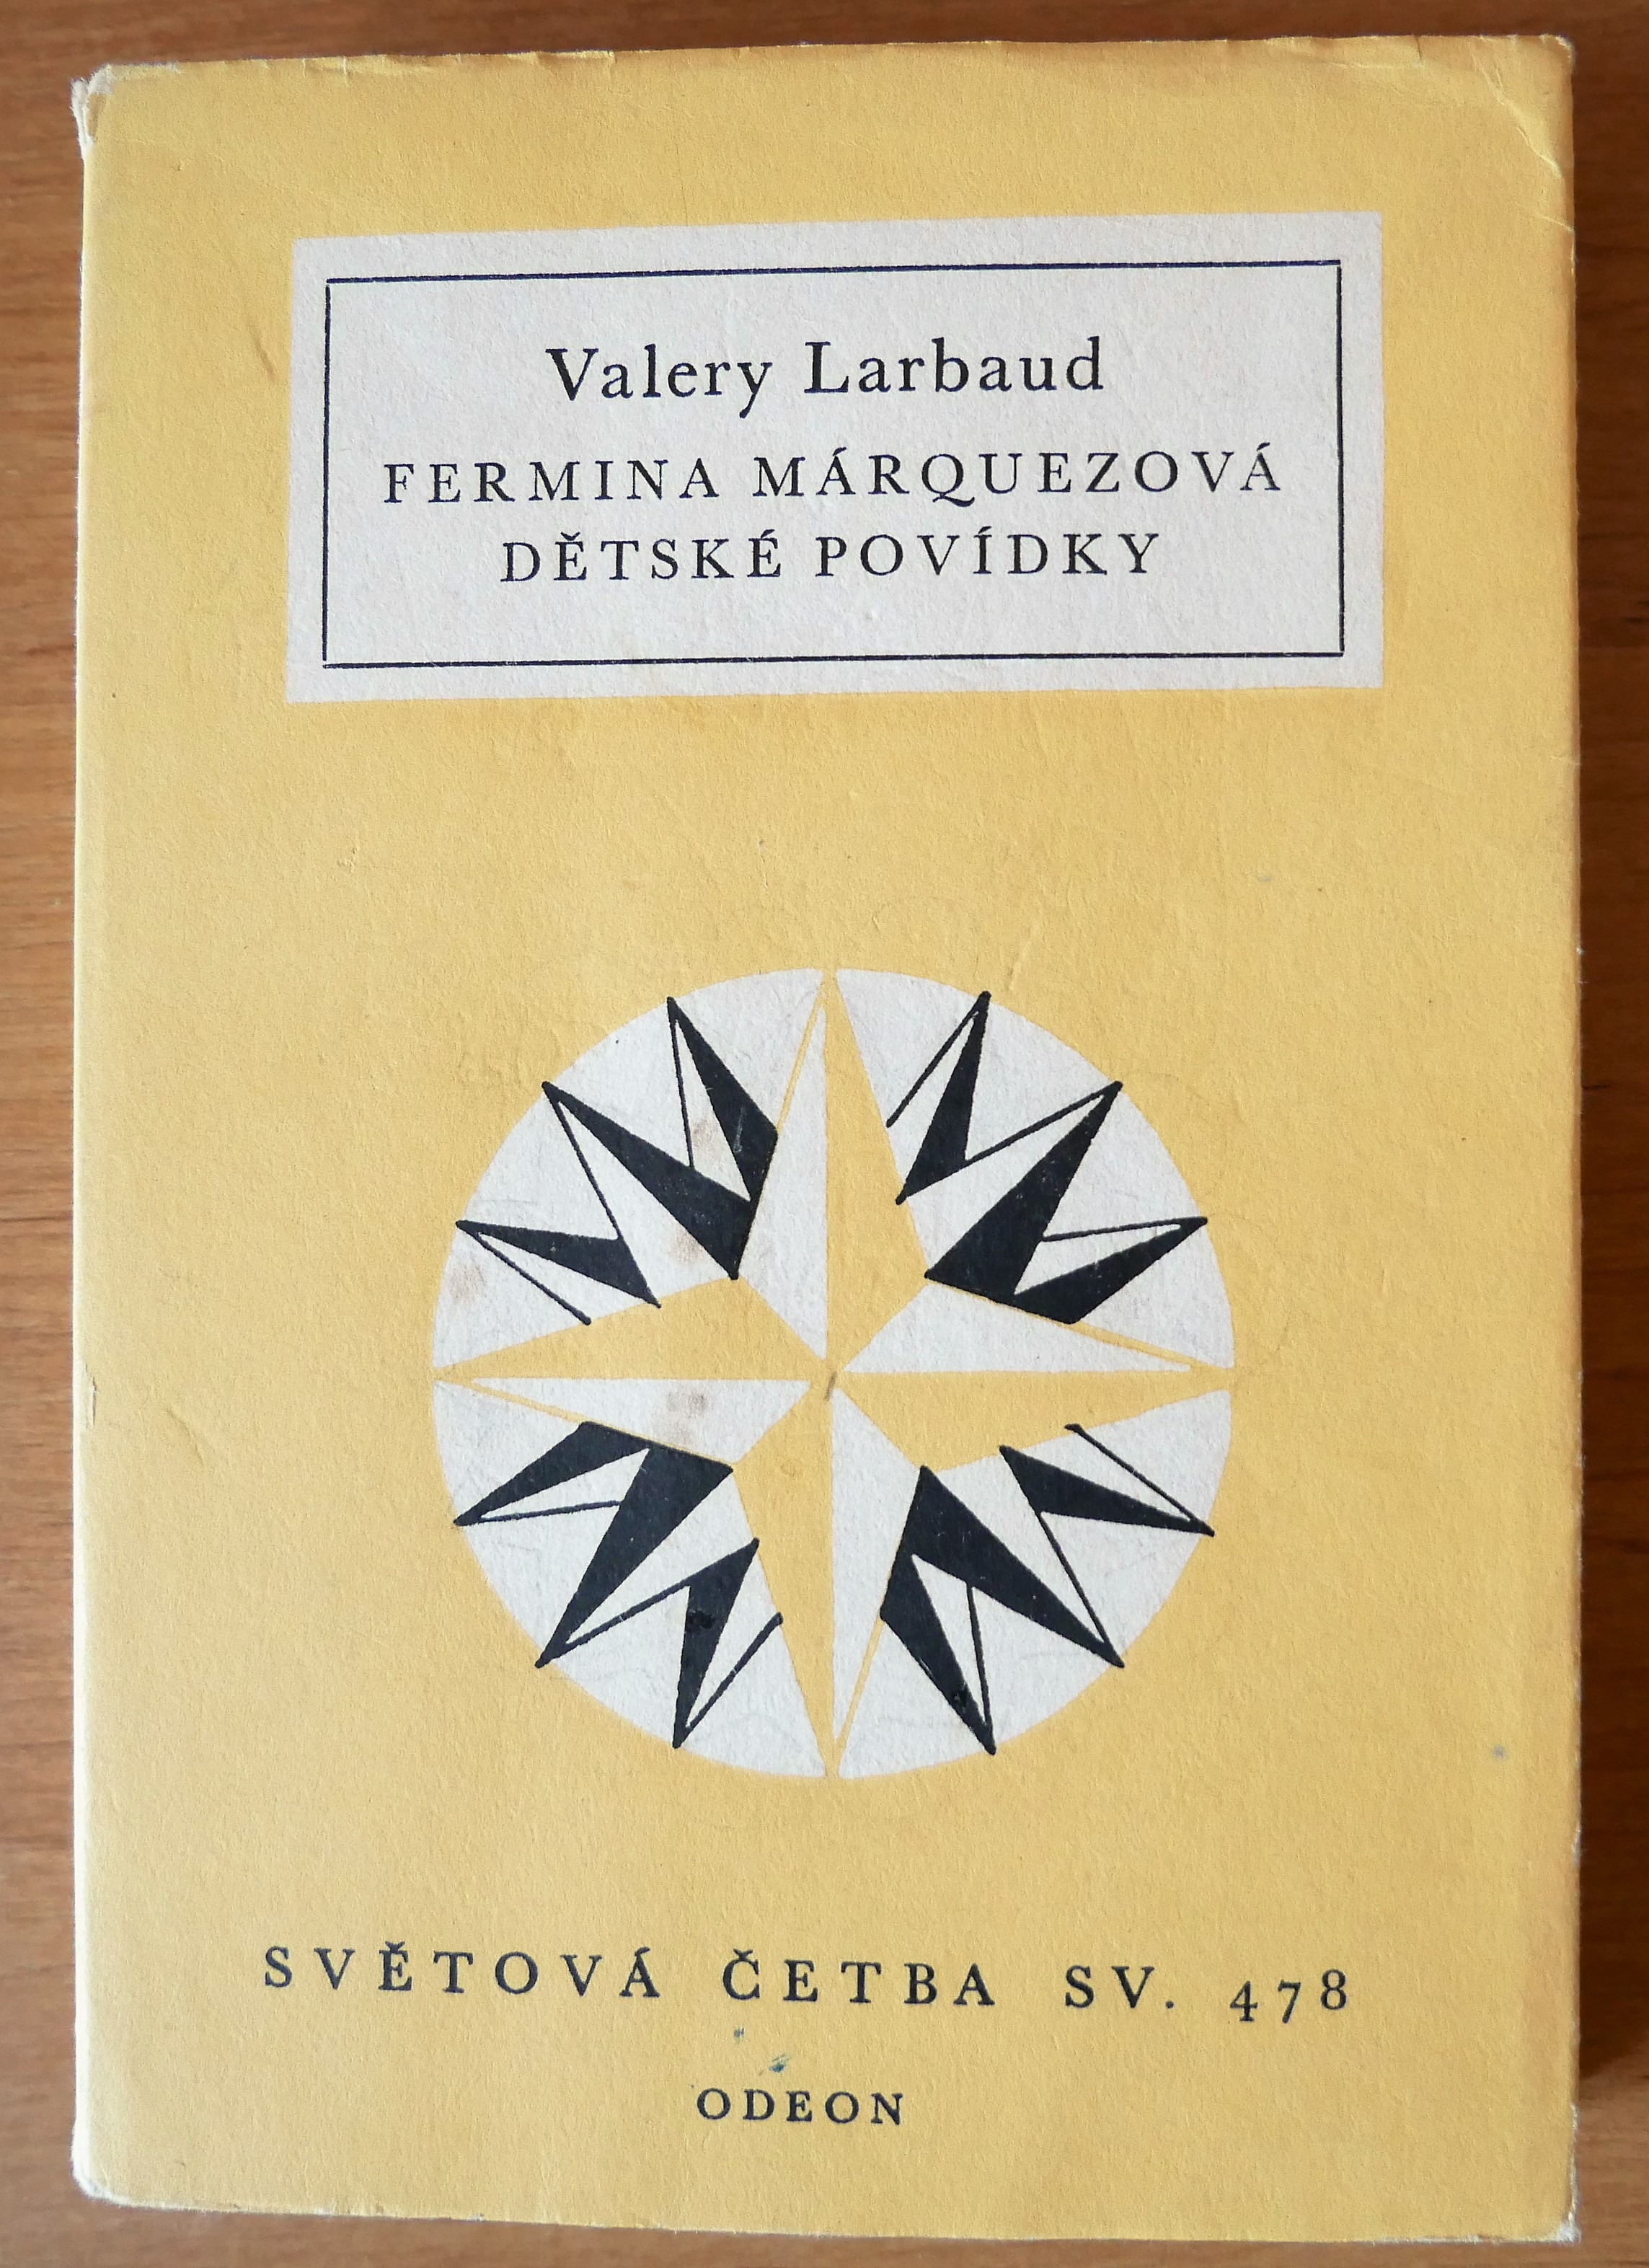 Valery Larbaud
FERMINA MÁRQUEZOVÁ
DĚTSKÉ POVÍDKY
SVĚTOVÁ ČETBA SV. 478
ODEON